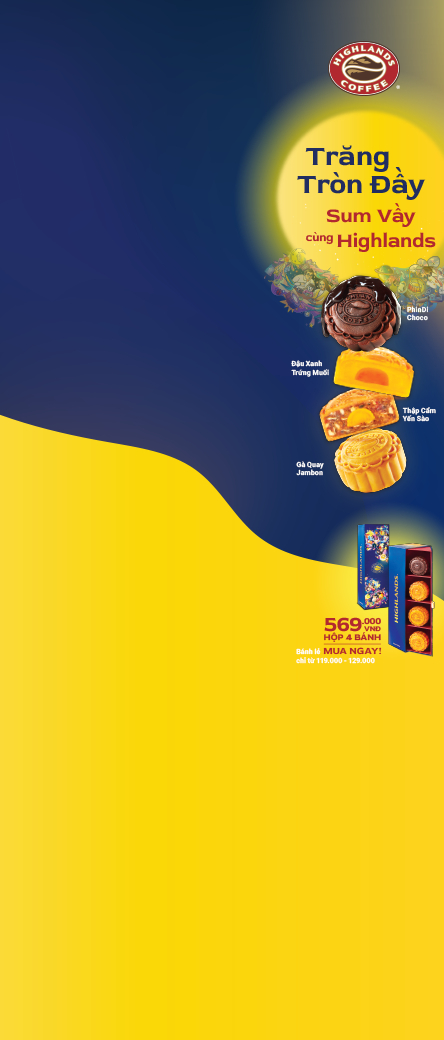 HIGHLANDS
COFFEE
®
Trăng
Tròn Đầy
Sum Vầy
cùng Highlands
PhinDi
Choco
Đậu Xanh
Trứng Muối
Thập Cẩm
Yến Sào
Gà Quay
Jambon
HIGHLANDS
HIGHLANDS
569.000
VNĐ
HỘP 4 BÁNH
Bánh lẻ MUA NGAY!
chỉ từ 119.000 - 129.000